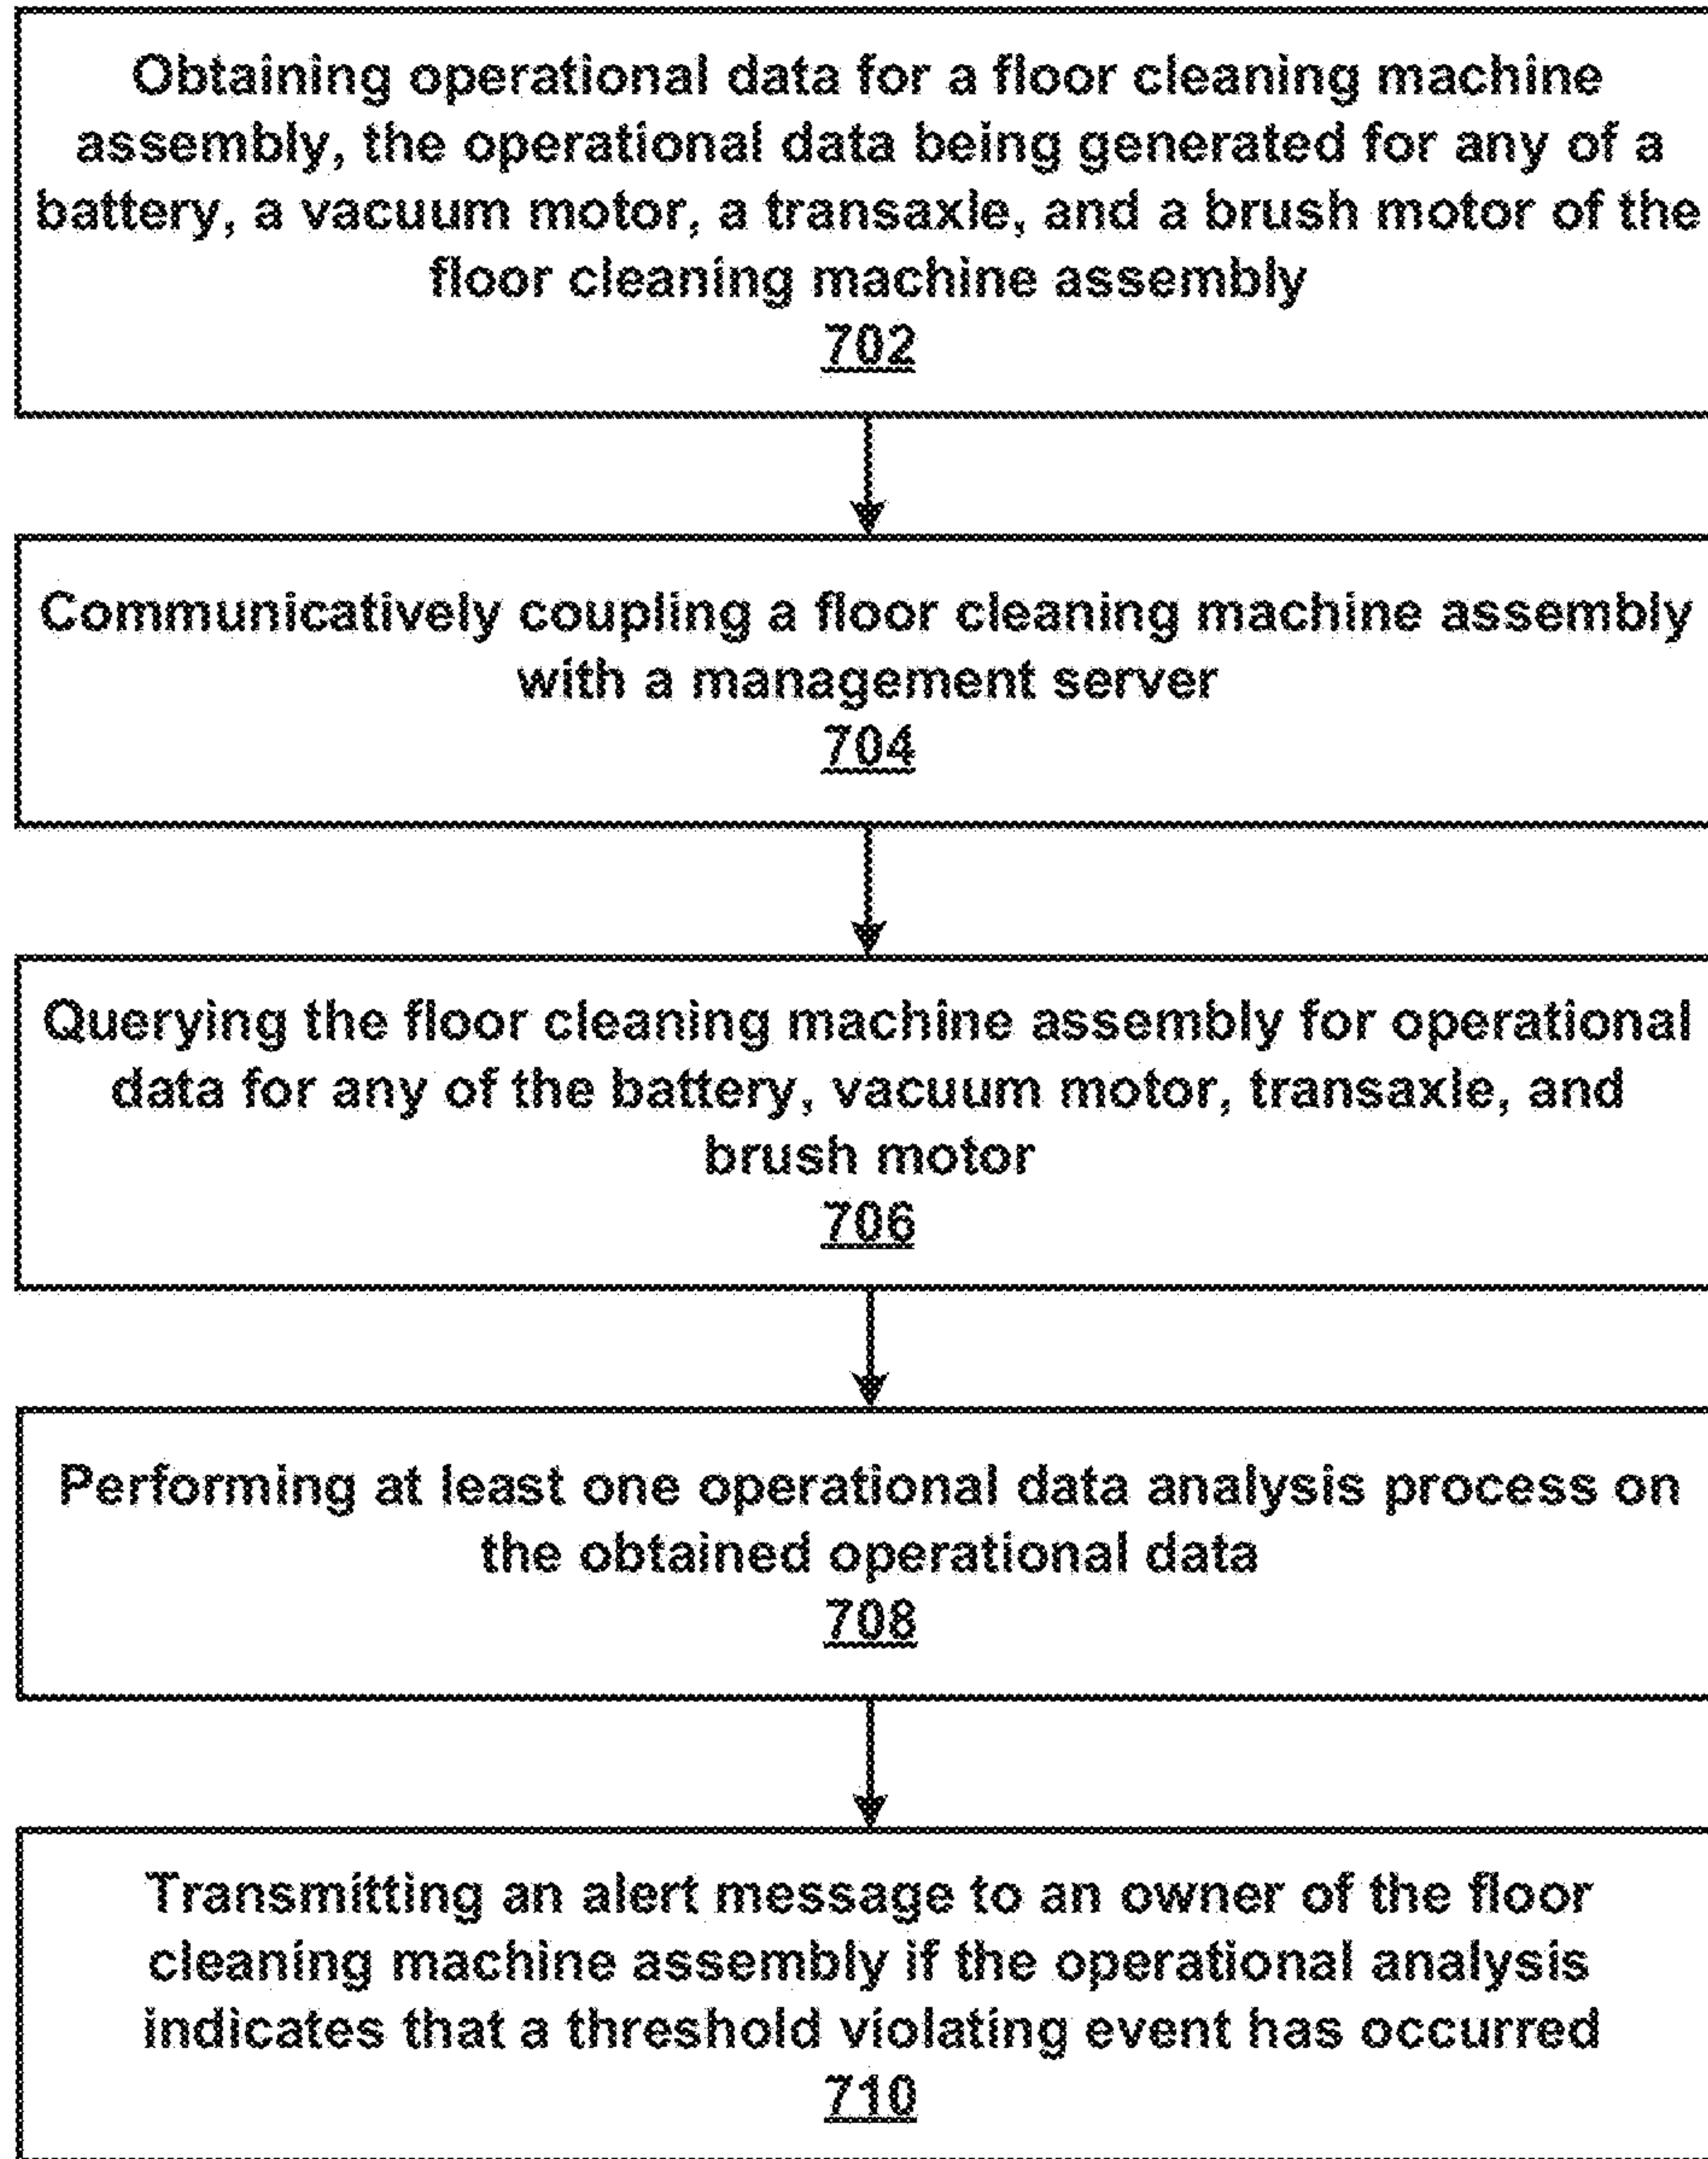 Obtaining operational data for a floor cleaning machine
assembly, the operational data being generated for any of a
battery, a vacuum motor, a transaxle, and a brush motor of the
floor cleaning machine assembly
702
Communicatively coupling a floor cleaning machine assembly
with a management server
704
Querying the floor cleaning machine assembly for operational
data for any of the battery, vacuum motor, transaxle, and
brush motor
706
Performing at least one operational data analysis process on
the obtained operational data
708
Transmitting an alert message to an owner of the floor
cleaning machine assembly if the operational analysis
indicates that a threshold violating event has occurred
710